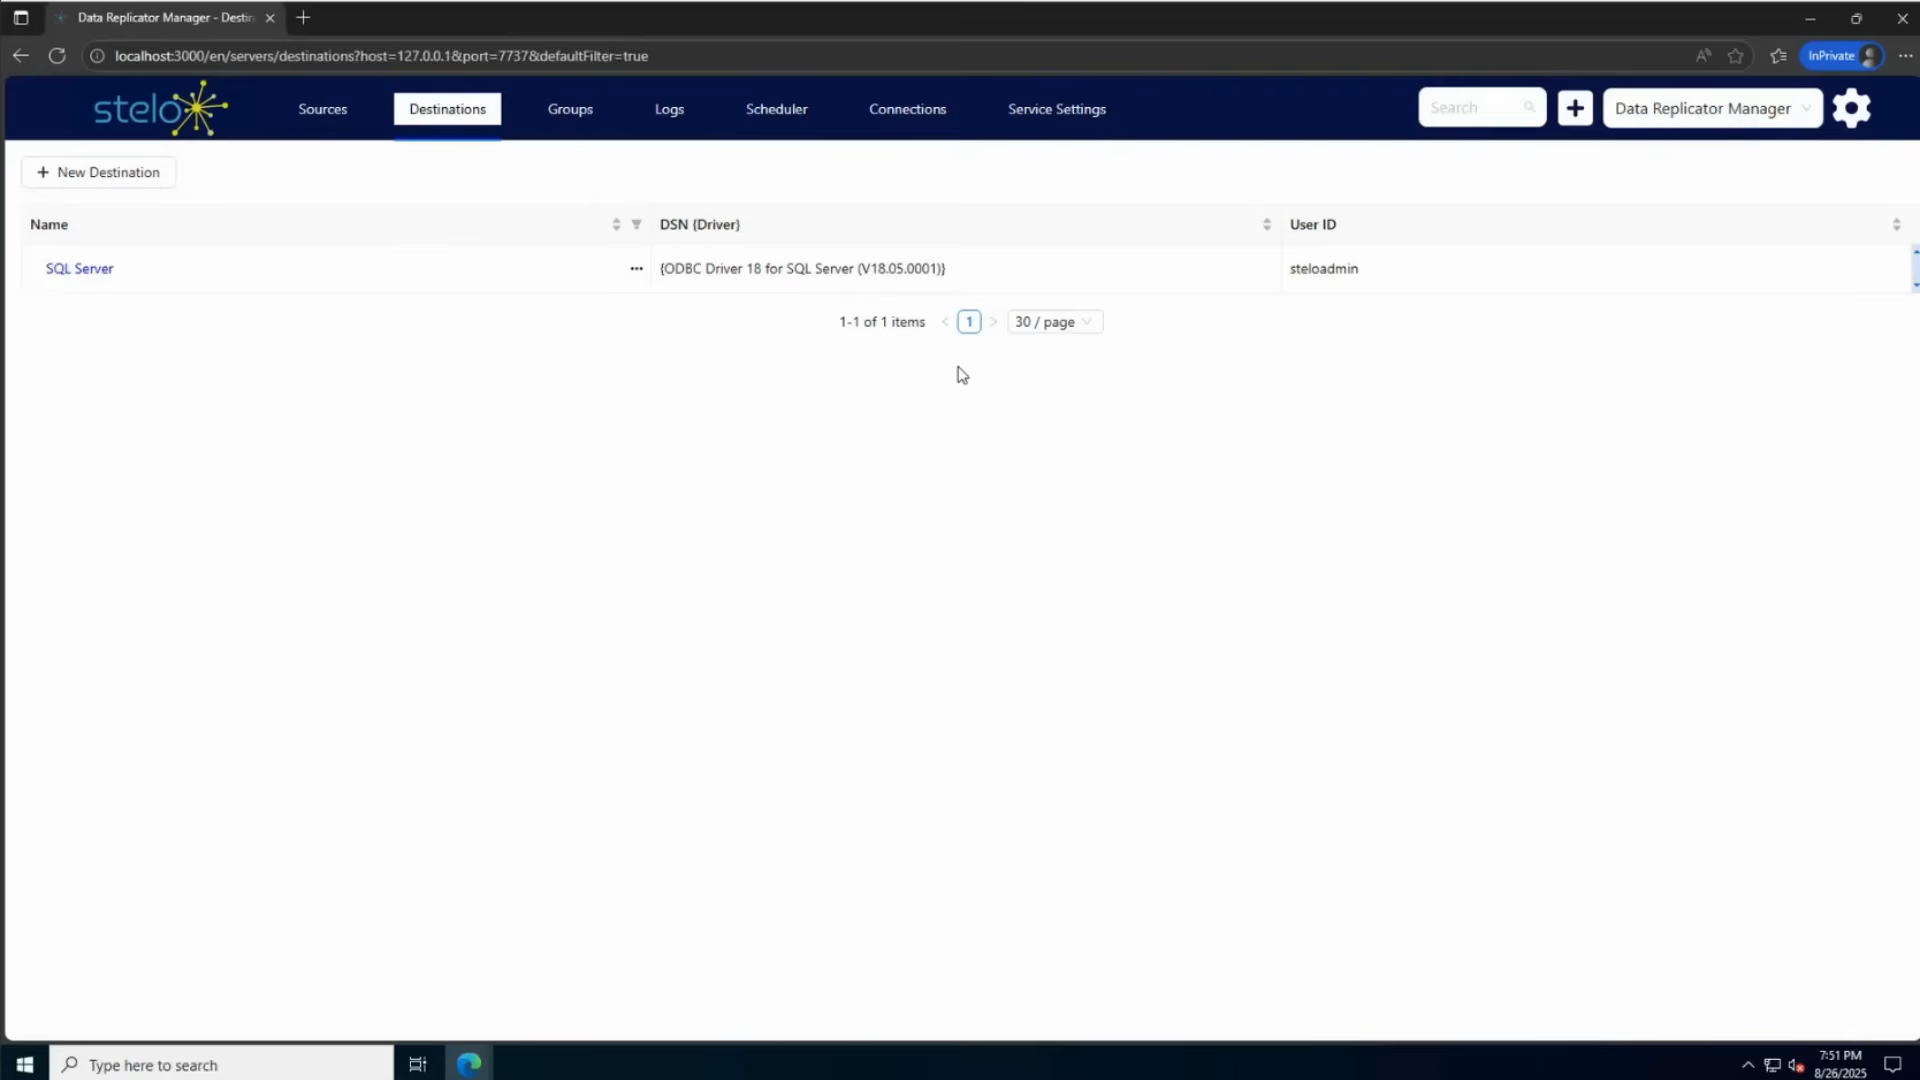 Data Replicator Manager - Destin
localhost:3000/en/servers/destinations?host=127.0.0.1&port=7737&defaultFilter=true
InPrivate
stelo
Sources
Destinations
Groups
Logs
Scheduler
Connections
Service Settings
Search
Data Replicator Manager
+ New Destination
Name
DSN {Driver}
User ID
SQL Server
{ODBC Driver 18 for SQL Server (V18.05.0001)}
steloadmin
1-1 of 1 items
1
30 / page
Type here to search
7:51 PM
8/26/2025